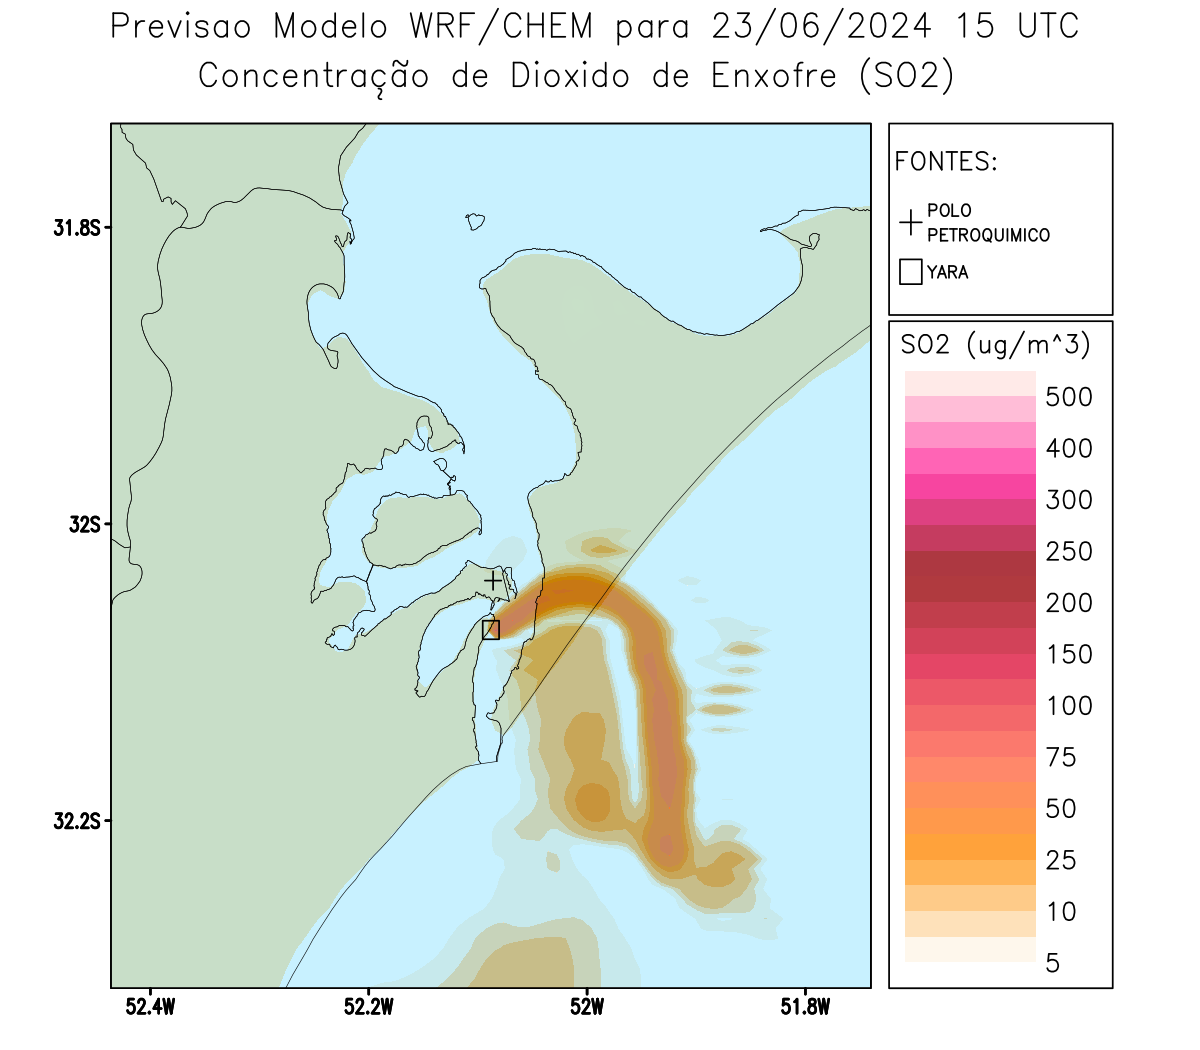 Previsao Modelo WRF/CHEM para 23/06/2024 15 UTC
Concentração de Dioxido de Enxofre (SO2)
FONTES:
POLO
PETROQUIMICO
YARA
31.8S
32S
32.2S
52.4W
52.2W
52W
51.8W
SO2 (ug/m^3)
500
400
300
250
200
150
100
75
50
25
10
5